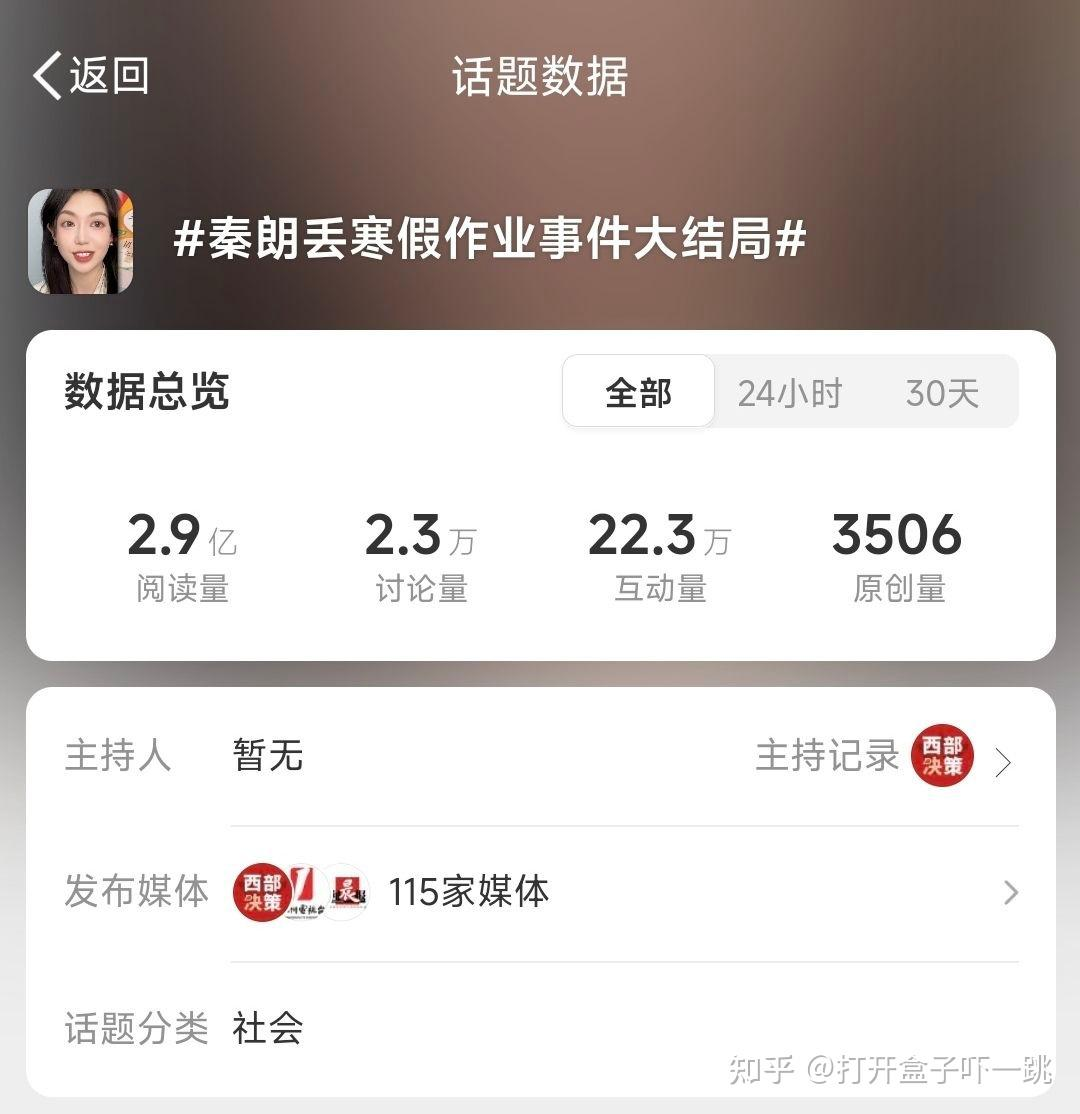 返回
话题数据
#秦朗丢寒假作业事件大结局#
数据总览
全部 24小时 30天
2.9亿 2.3万 22.3万 3506
阅读量 讨论量 互动量 原创量
主持人 暂无 主持记录 西部决策
发布媒体 西部决策 115家媒体
话题分类 社会
知乎 @打开盒子吓一跳